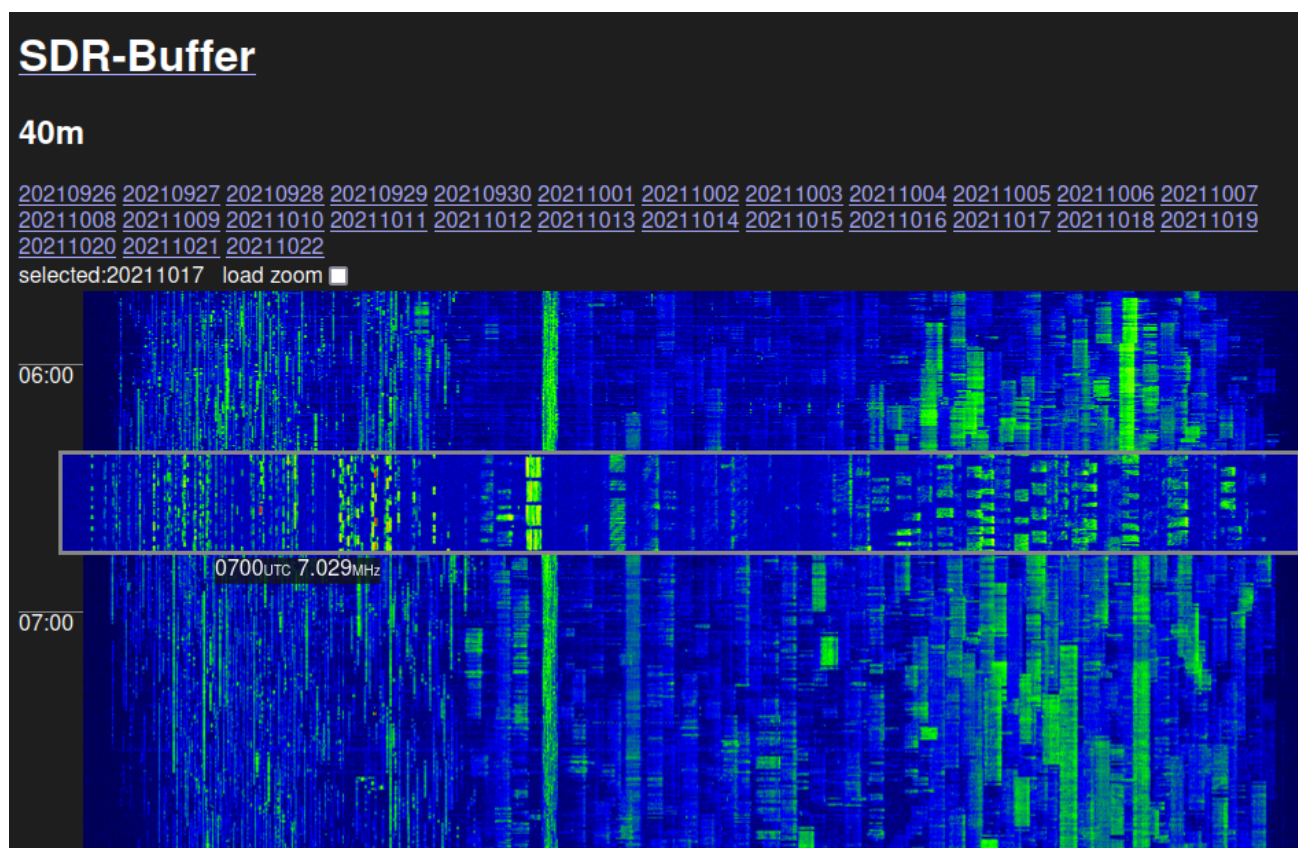 SDR-Buffer
40m
20210926 20210927 20210928 20210929 20210930 20211001 20211002 20211003 20211004 20211005 20211006 20211007
20211008 20211009 20211010 20211011 20211012 20211013 20211014 20211015 20211016 20211017 20211018 20211019
20211020 20211021 20211022
selected:20211017 load zoom
06:00
0700UTC 7.029MHz
07:00